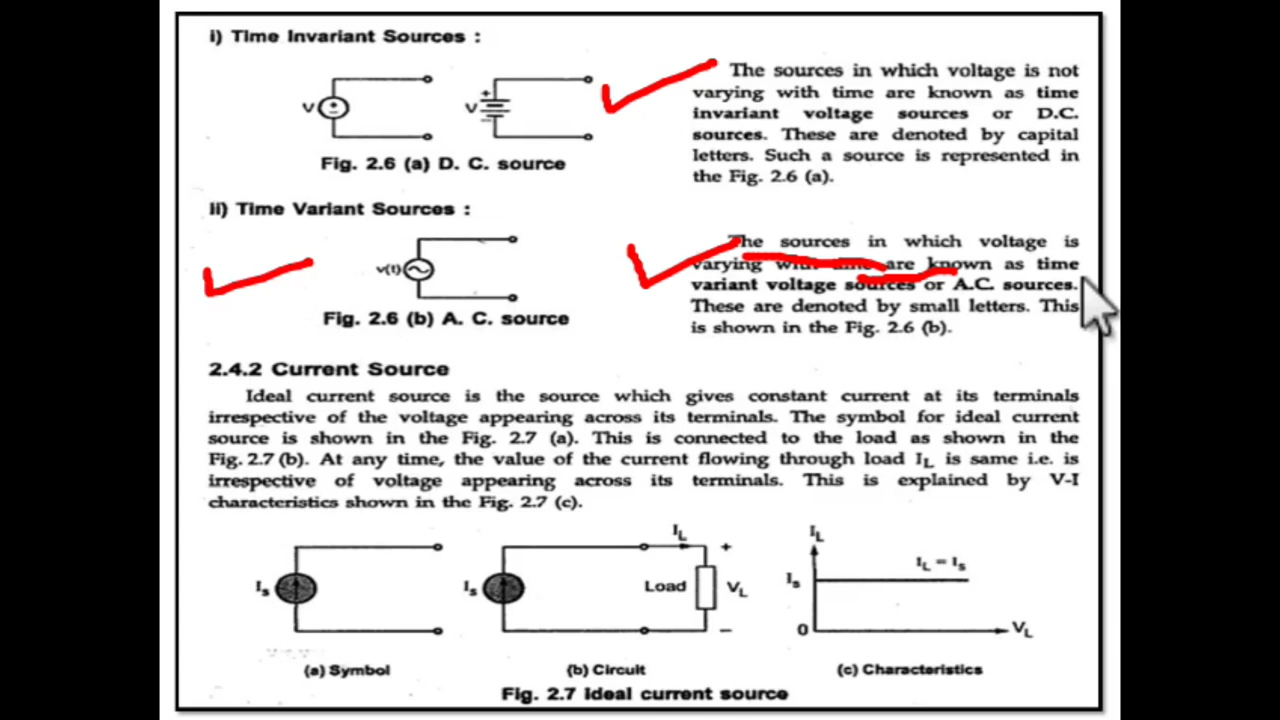 i) Time Invariant Sources :
V
V
+
−
The sources in which voltage is not
varying with time are known as time
invariant voltage sources or D.C.
sources. These are denoted by capital
letters. Such a source is represented in
the Fig. 2.6 (a).
Fig. 2.6 (a) D. C. source
ii) Time Variant Sources :
v(t)
The sources in which voltage is
varying with time are known as time
variant voltage sources or A.C. sources.
These are denoted by small letters. This
is shown in the Fig. 2.6 (b).
Fig. 2.6 (b) A. C. source
2.4.2 Current Source
Ideal current source is the source which gives constant current at its terminals
irrespective of the voltage appearing across its terminals. The symbol for ideal current
source is shown in the Fig. 2.7 (a). This is connected to the load as shown in the
Fig. 2.7 (b). At any time, the value of the current flowing through load IL is same i.e. is
irrespective of voltage appearing across its terminals. This is explained by V-I
characteristics shown in the Fig. 2.7 (c).
Is
Is
IL
+
Load
VL
−
IL
Is
IL = Is
0
VL
(a) Symbol
(b) Circuit
(c) Characteristics
Fig. 2.7 Ideal current source